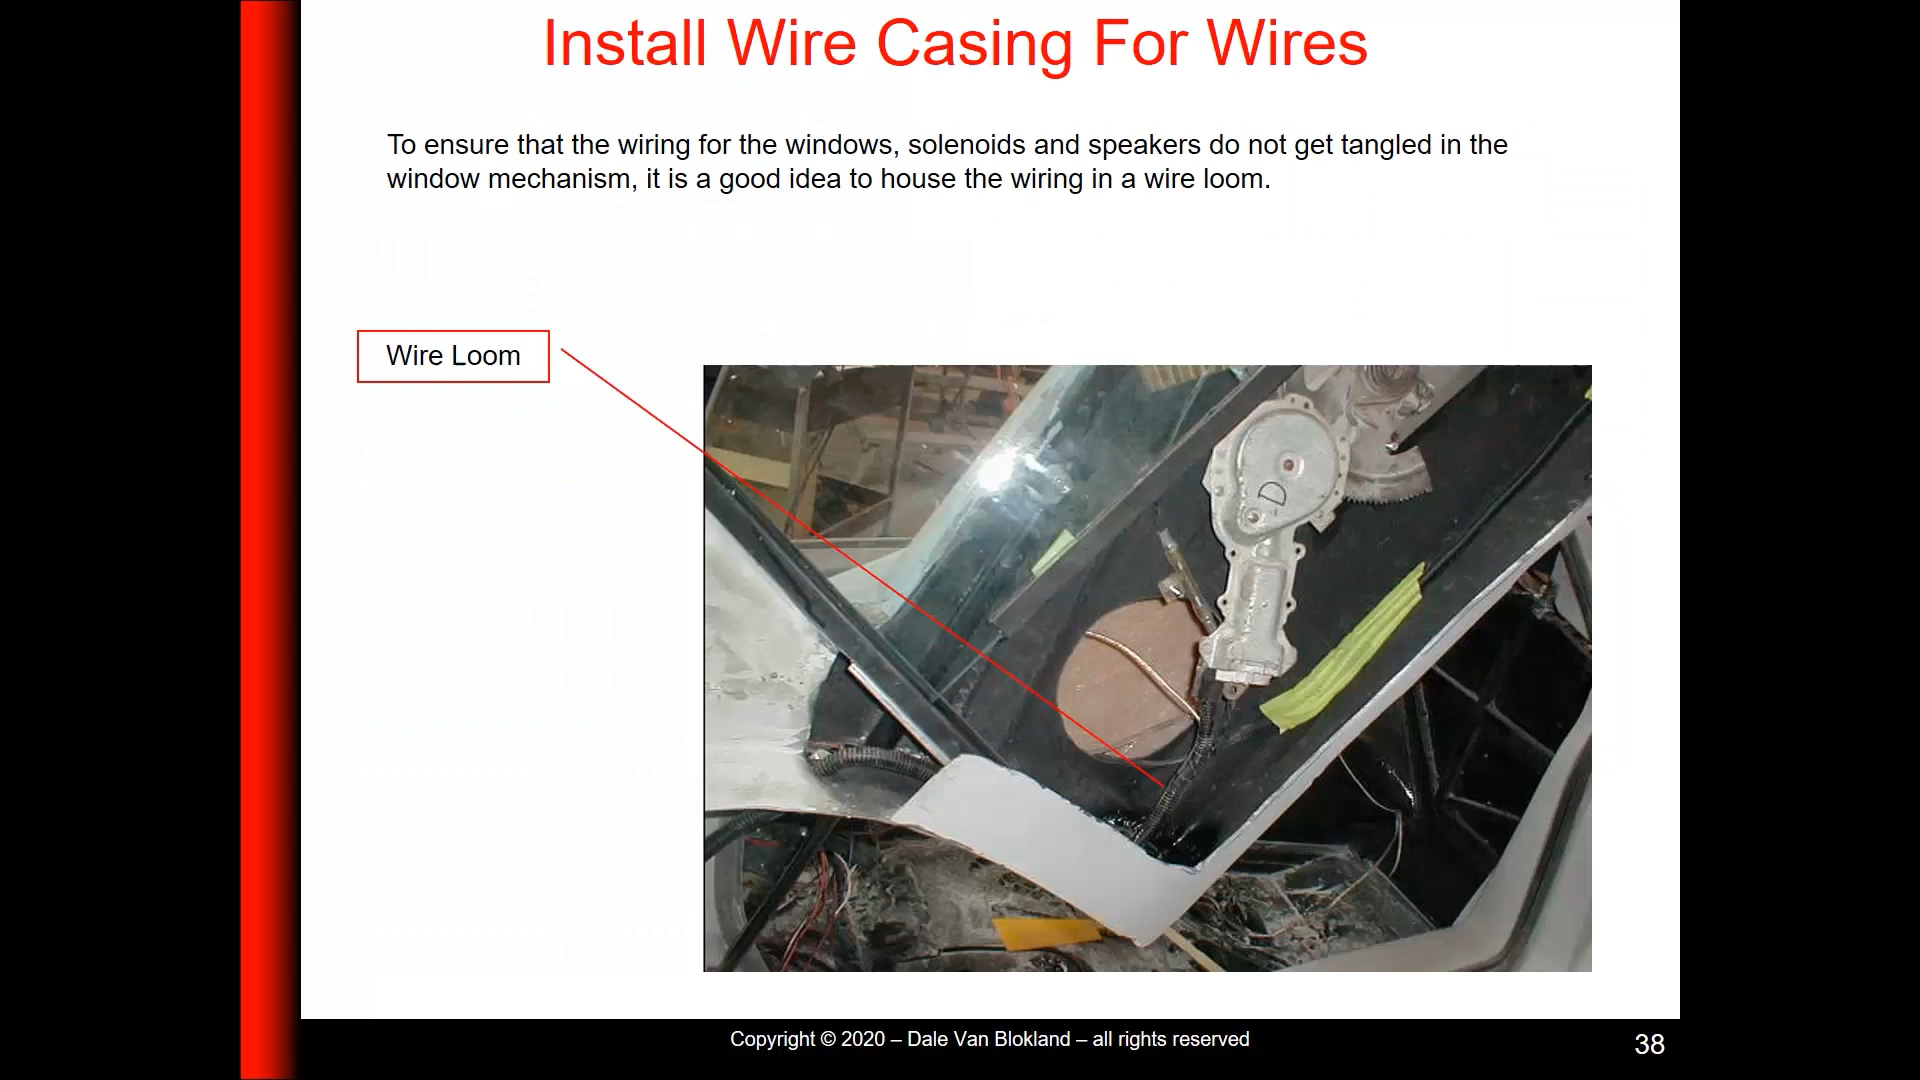 Install Wire Casing For Wires
To ensure that the wiring for the windows, solenoids and speakers do not get tangled in the
window mechanism, it is a good idea to house the wiring in a wire loom.
Wire Loom
D
Copyright © 2020 – Dale Van Blokland – all rights reserved
38